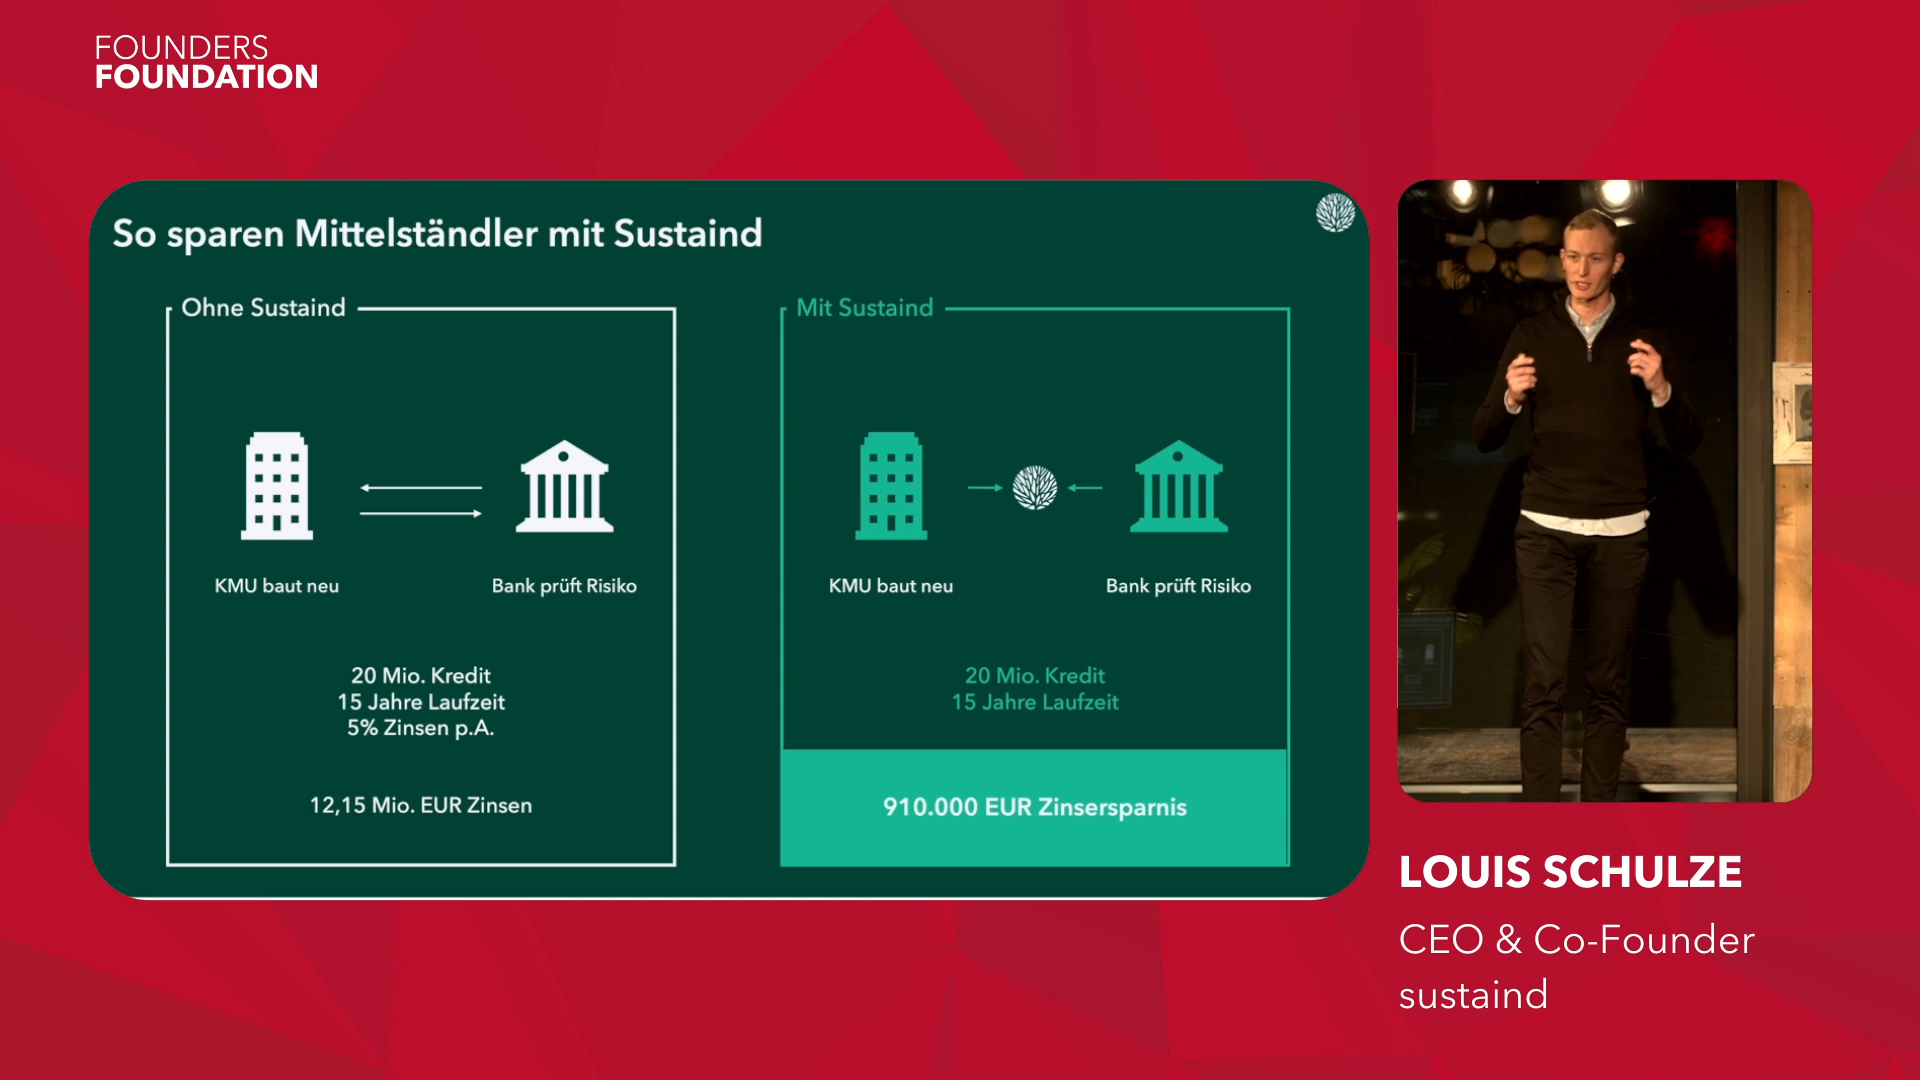 FOUNDERS
FOUNDATION
So sparen Mittelständler mit Sustaind
Ohne Sustaind
KMU baut neu
Bank prüft Risiko
20 Mio. Kredit
15 Jahre Laufzeit
5% Zinsen p.A.
12,15 Mio. EUR Zinsen
Mit Sustaind
KMU baut neu
Bank prüft Risiko
20 Mio. Kredit
15 Jahre Laufzeit
910.000 EUR Zinsersparnis
LOUIS SCHULZE
CEO & Co-Founder
sustaind